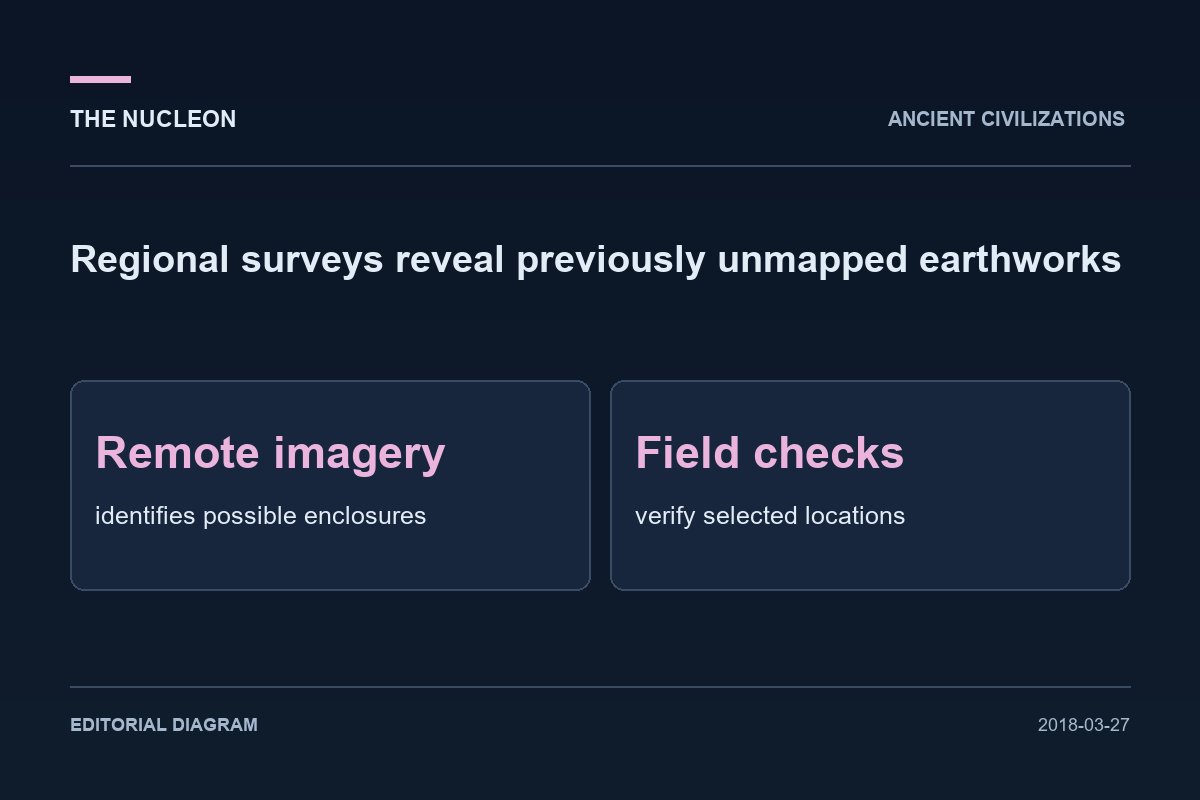 THE NUCLEON
ANCIENT CIVILIZATIONS
Regional surveys reveal previously unmapped earthworks
Remote imagery
identifies possible enclosures
Field checks
verify selected locations
EDITORIAL DIAGRAM
2018-03-27